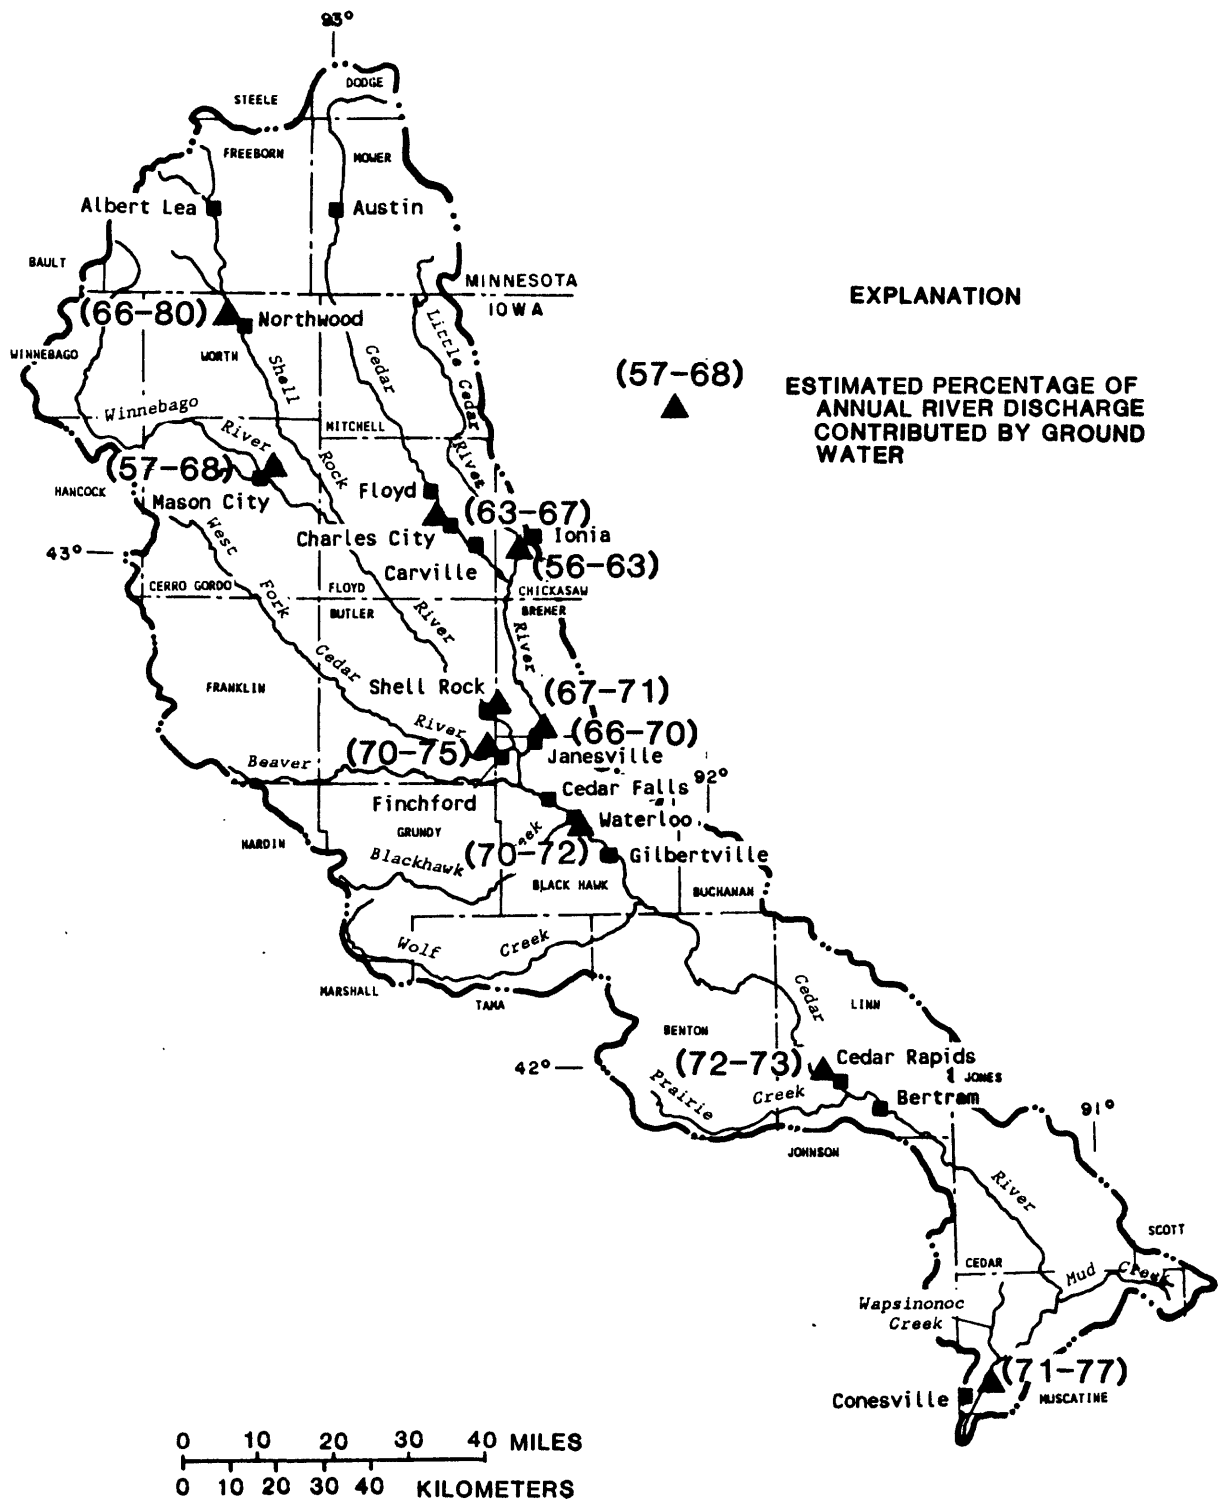 93°
DODGE
STEELE
FREEBORN
MOWER
Albert Lea
Austin
BAULT
MINNESOTA
IOWA
EXPLANATION
(66-80)
Northwood
WINNEBAGO
WORTH
Shell
Cedar
Little Cedar
(57-68)
ESTIMATED PERCENTAGE OF
ANNUAL RIVER DISCHARGE
CONTRIBUTED BY GROUND
WATER
Winnebago
River
MITCHELL
River
Rock
(57-68)
HANCOCK
Mason City
Floyd
(63-67)
West
Charles City
Ionia
43°
Carville
(56-63)
CERRO GORDO
FLOYD
CHICKASAW
Fork
BUTLER
BREMER
River
River
Cedar
FRANKLIN
Shell Rock
(67-71)
River
(66-70)
(70-75)
Janesville
Beaver
92°
Finchford
Cedar Falls
GRUNDY
Waterloo
HARDIN
eek
Blackhawk
(70-72)
Gilbertville
BLACK HAWK
BUCHANAN
Wolf
Creek
MARSHALL
TAMA
Cedar
LINN
BENTON
42°
(72-73)
Cedar Rapids
JONES
Prairie
Creek
Bertram
91°
JOHNSON
River
SCOTT
CEDAR
Mud Creek
Wapsinonoc
Creek
(71-77)
Conesville
MUSCATINE
0 10 20 30 40 MILES
0 10 20 30 40 KILOMETERS